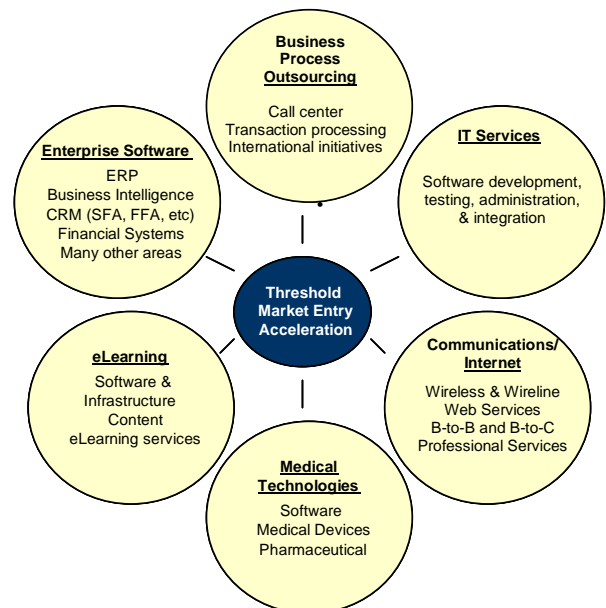 Business
Process
Outsourcing
Call center
Transaction processing
International initiatives
IT Services
Software development,
testing, administration,
& integration
Enterprise Software
ERP
Business Intelligence
CRM (SFA, FFA, etc)
Financial Systems
Many other areas
Threshold
Market Entry
Acceleration
Communications/
Internet
Wireless & Wireline
Web Services
B-to-B and B-to-C
Professional Services
eLearning
Software &
Infrastructure
Content
eLearning services
Medical
Technologies
Software
Medical Devices
Pharmaceutical